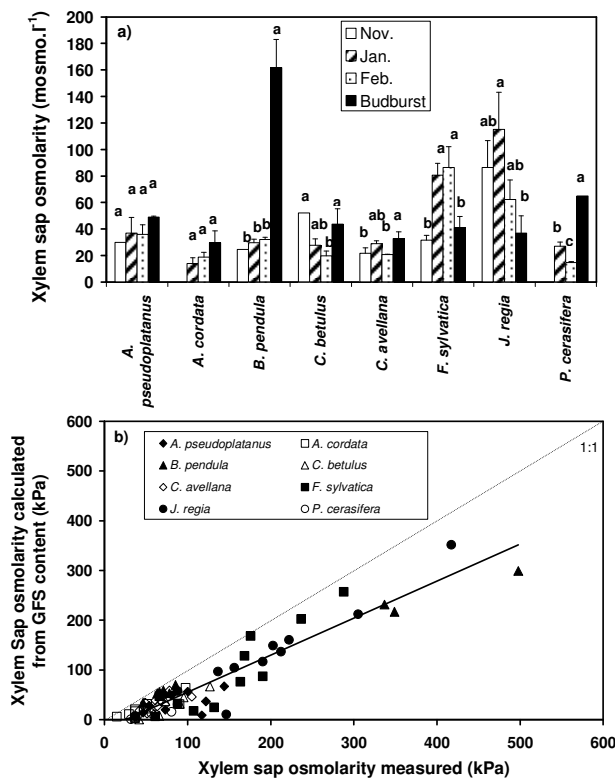 a)
Xylem sap osmolarity (mosmo.l⁻¹)
200
180
160
140
120
100
80
60
40
20
0
Nov.
Jan.
Feb.
Budburst
a a a a
a a a
b b b a
a ab b a
b ab b a
b a a b
ab a ab b
b c a
A. pseudoplatanus
A. cordata
B. pendula
C. betulus
C. avellana
F. sylvatica
J. regia
P. cerasifera
b)
Xylem Sap osmolarity calculated
from GFS content (kPa)
600
500
400
300
200
100
0
A. pseudoplatanus A. cordata
B. pendula C. betulus
C. avellana F. sylvatica
J. regia P. cerasifera
1:1
0 100 200 300 400 500 600
Xylem sap osmolarity measured (kPa)